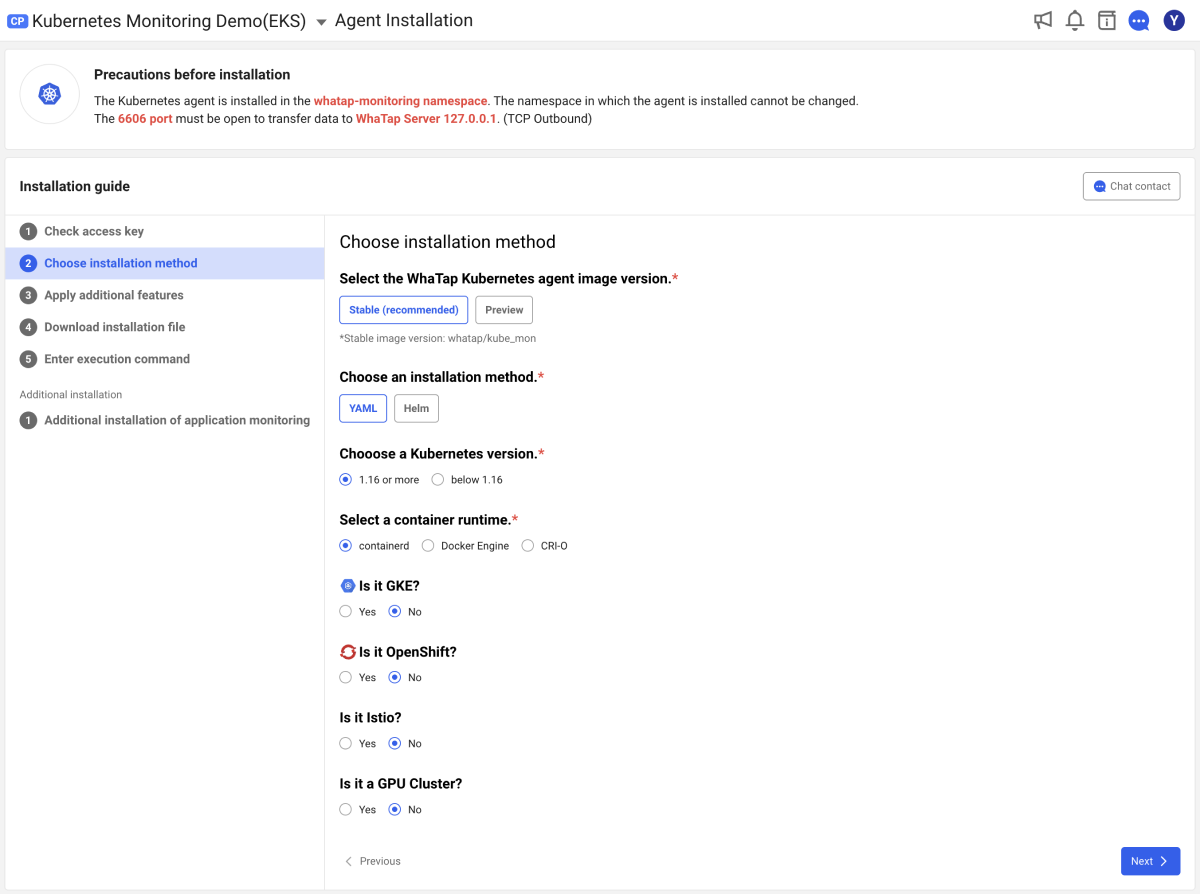 CP Kubernetes Monitoring Demo(EKS) Agent Installation Y
Precautions before installation
The Kubernetes agent is installed in the whatap-monitoring namespace. The namespace in which the agent is installed cannot be changed.
The 6606 port must be open to transfer data to WhaTap Server 127.0.0.1. (TCP Outbound)
Installation guide
Chat contact
1 Check access key
2 Choose installation method
3 Apply additional features
4 Download installation file
5 Enter execution command
Additional installation
1 Additional installation of application monitoring
Choose installation method
Select the WhaTap Kubernetes agent image version.*
Stable (recommended) Preview
*Stable image version: whatap/kube_mon
Choose an installation method.*
YAML Helm
Chooose a Kubernetes version.*
1.16 or more below 1.16
Select a container runtime.*
containerd Docker Engine CRI-O
Is it GKE?
Yes No
Is it OpenShift?
Yes No
Is it Istio?
Yes No
Is it a GPU Cluster?
Yes No
Previous
Next